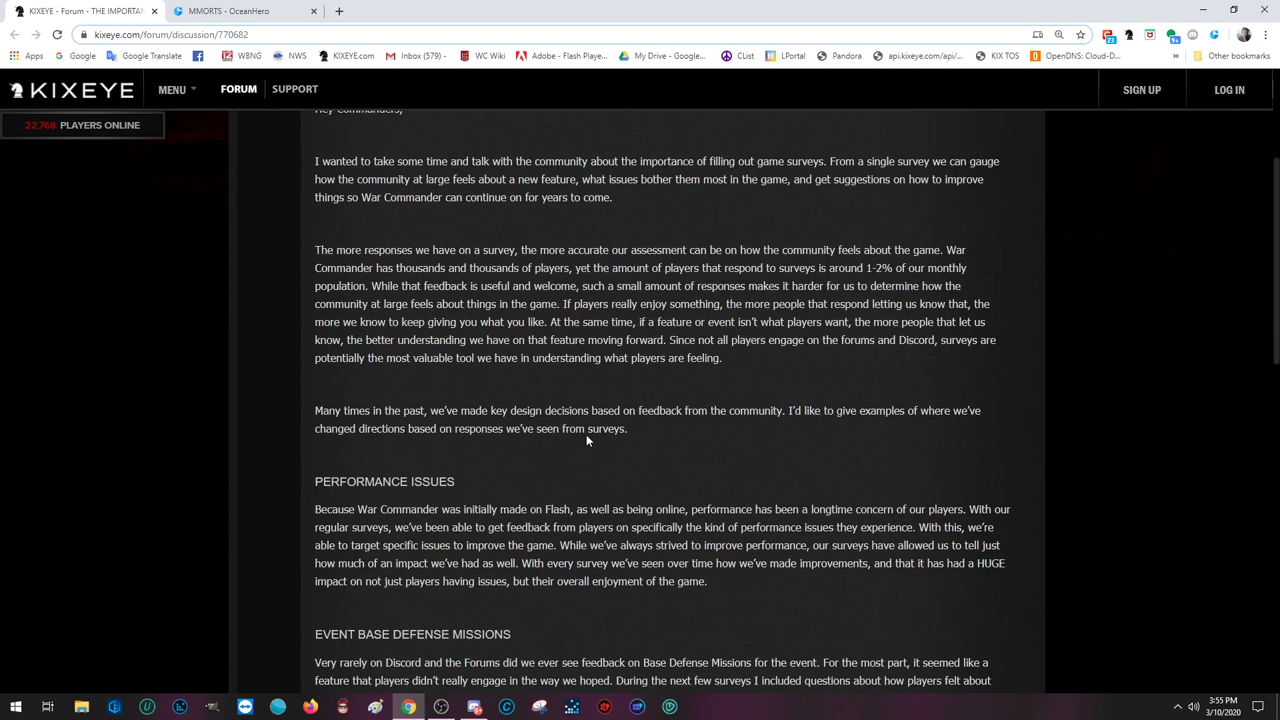 KIXEYE - Forum - THE IMPORTAN
MMORTS - OceanHero
kixeye.com/forum/discussion/770682
Apps
Google
Google Translate
WBNG
NWS
KIXEYE.com
Inbox (579) -
WC Wiki
Adobe - Flash Playe...
My Drive - Google...
CList
LPortal
Pandora
api.kixeye.com/api/...
KIX TOS
OpenDNS: Cloud-D...
»
Other bookmarks
23
9+
KIXEYE
MENU
FORUM
SUPPORT
SIGN UP
LOG IN
22,768 PLAYERS ONLINE
Hey Commanders,
I wanted to take some time and talk with the community about the importance of filling out game surveys. From a single survey we can gauge
how the community at large feels about a new feature, what issues bother them most in the game, and get suggestions on how to improve
things so War Commander can continue on for years to come.
The more responses we have on a survey, the more accurate our assessment can be on how the community feels about the game. War
Commander has thousands and thousands of players, yet the amount of players that respond to surveys is around 1-2% of our monthly
population. While that feedback is useful and welcome, such a small amount of responses makes it harder for us to determine how the
community at large feels about things in the game. If players really enjoy something, the more people that respond letting us know that, the
more we know to keep giving you what you like. At the same time, if a feature or event isn't what players want, the more people that let us
know, the better understanding we have on that feature moving forward. Since not all players engage on the forums and Discord, surveys are
potentially the most valuable tool we have in understanding what players are feeling.
Many times in the past, we've made key design decisions based on feedback from the community. I'd like to give examples of where we've
changed directions based on responses we've seen from surveys.
PERFORMANCE ISSUES
Because War Commander was initially made on Flash, as well as being online, performance has been a longtime concern of our players. With our
regular surveys, we've been able to get feedback from players on specifically the kind of performance issues they experience. With this, we're
able to target specific issues to improve the game. While we've always strived to improve performance, our surveys have allowed us to tell just
how much of an impact we've had as well. With every survey we've seen over time how we've made improvements, and that it has had a HUGE
impact on not just players having issues, but their overall enjoyment of the game.
EVENT BASE DEFENSE MISSIONS
Very rarely on Discord and the Forums did we ever see feedback on Base Defense Missions for the event. For the most part, it seemed like a
feature that players didn't really engage in the way we hoped. During the next few surveys I included questions about how players felt about
3:55 PM
3/10/2020